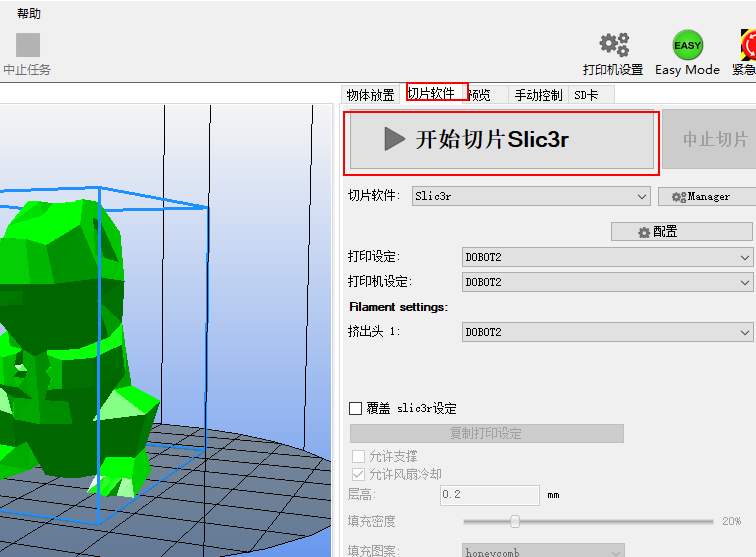 帮助
中止任务
打印机设置
EASY
Easy Mode
紧急
物体放置 切片软件 预览 手动控制 SD卡
开始切片Slic3r
中止切片
切片软件: Slic3r Manager
配置
打印设定: DOBOT2
打印机设定: DOBOT2
Filament settings:
挤出头 1: DOBOT2
覆盖 slic3r设定
复制打印设定
允许支撑
允许风扇冷却
层高: 0.2 mm
填充密度 20%
填充图案: honeycomb